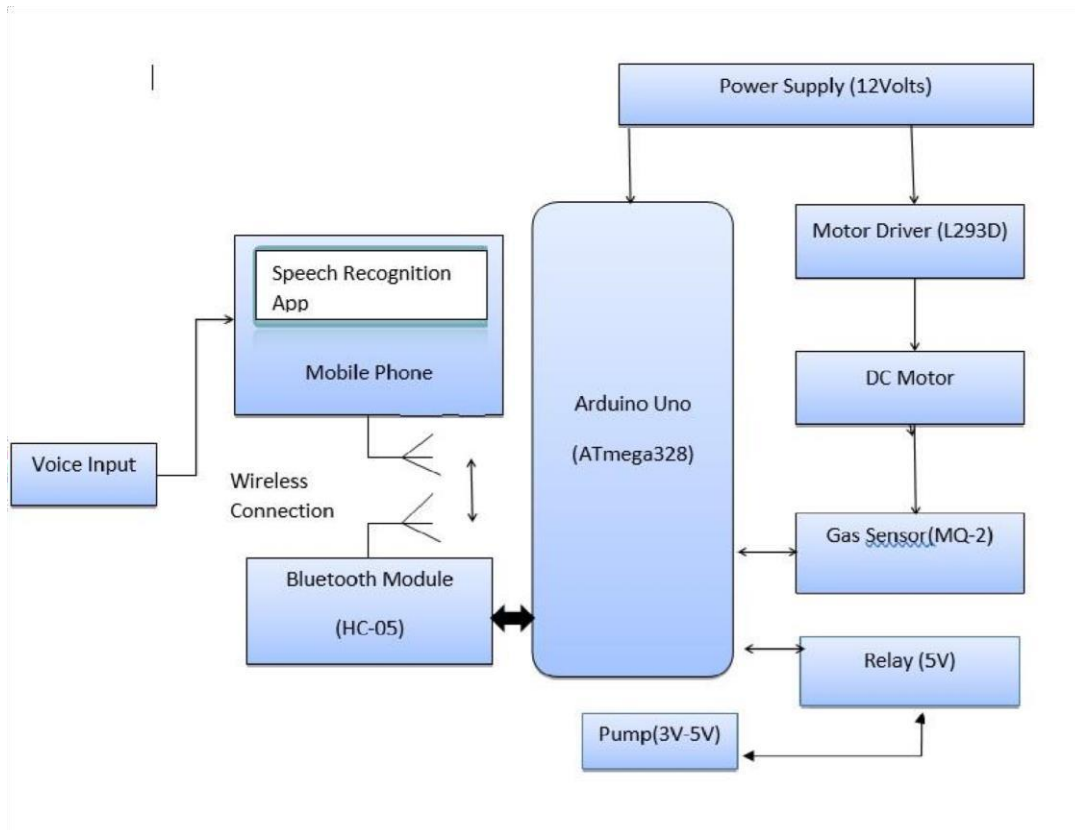 Power Supply (12Volts)
Motor Driver (L293D)
Speech Recognition
App
Mobile Phone
DC Motor
Arduino Uno
(ATmega328)
Voice Input
Wireless
Connection
Gas Sensor(MQ-2)
Bluetooth Module
(HC-05)
Relay (5V)
Pump(3V-5V)